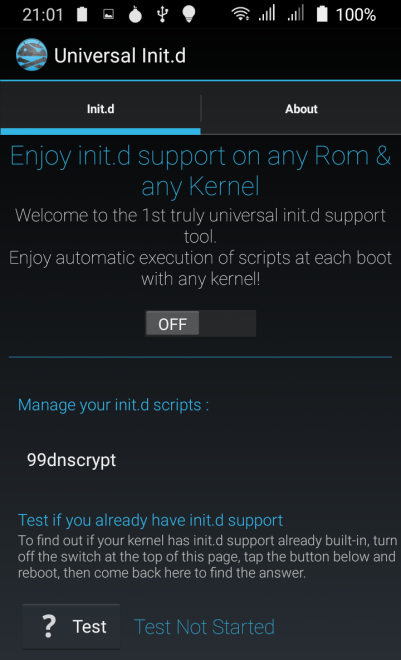 21:01 100%
Universal Init.d
Init.d About
Enjoy init.d support on any Rom &
any Kernel
Welcome to the 1st truly universal init.d support
tool.
Enjoy automatic execution of scripts at each boot
with any kernel!
OFF
Manage your init.d scripts :
99dnscrypt
Test if you already have init.d support
To find out if your kernel has init.d support already built-in, turn
off the switch at the top of this page, tap the button below and
reboot, then come back here to find the answer.
? Test Test Not Started